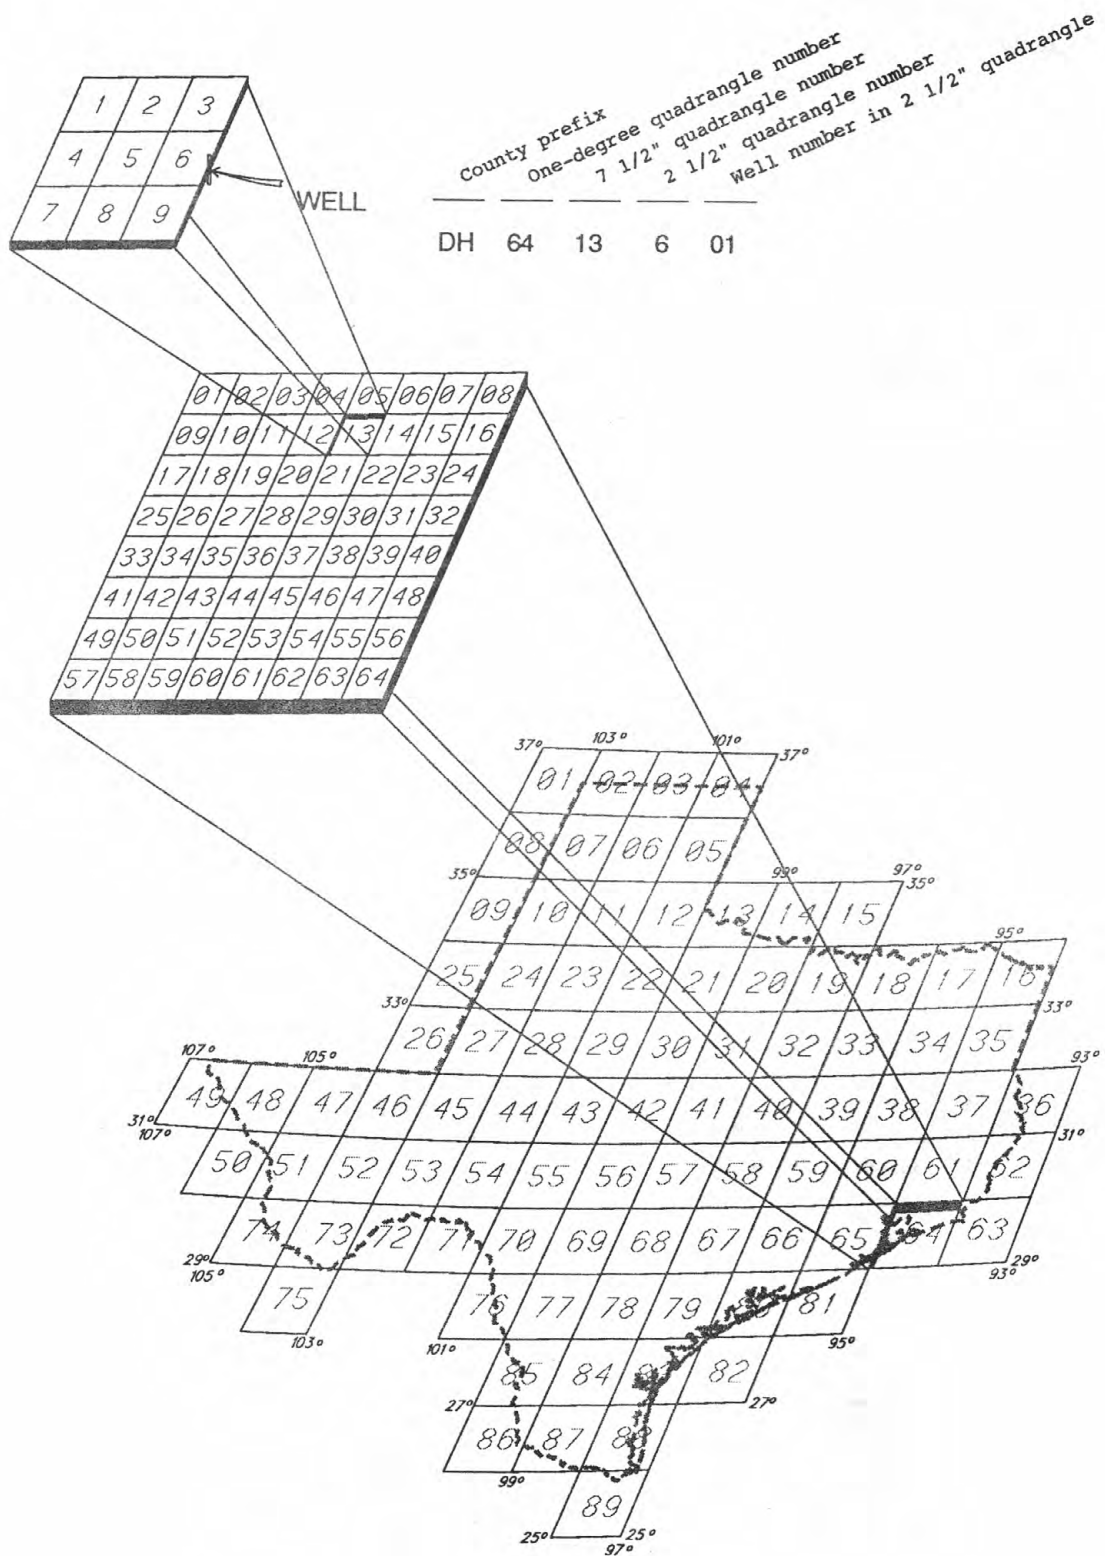 County prefix
One-degree quadrangle number
7 1/2" quadrangle number
2 1/2" quadrangle number
Well number in 2 1/2" quadrangle
DH 64 13 6 01
1 2 3
4 5 6
7 8 9
WELL
01 02 03 04 05 06 07 08
09 10 11 12 13 14 15 16
17 18 19 20 21 22 23 24
25 26 27 28 29 30 31 32
33 34 35 36 37 38 39 40
41 42 43 44 45 46 47 48
49 50 51 52 53 54 55 56
57 58 59 60 61 62 63 64
37° 103° 101° 37°
01 02 03 04
08 07 06 05
35° 99° 97° 35°
09 10 11 12 13 14 15
95°
25 24 23 22 21 20 19 18 17 16
33° 33°
26 27 28 29 30 31 32 33 34 35
107° 105° 93°
49 48 47 46 45 44 43 42 41 40 39 38 37 36
31° 107° 31°
50 51 52 53 54 55 56 57 58 59 60 61 62
74 73 72 71 70 69 68 67 66 65 64 63
29° 105° 93° 29°
75 76 77 78 79 81
103° 101° 95°
85 84 82
27° 27°
86 87 88
99°
89
25° 25°
97°